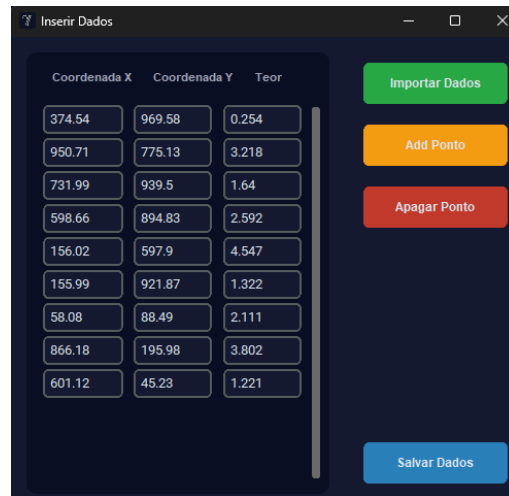 Inserir Dados
Coordenada X Coordenada Y Teor
374.54 969.58 0.254
950.71 775.13 3.218
731.99 939.5 1.64
598.66 894.83 2.592
156.02 597.9 4.547
155.99 921.87 1.322
58.08 88.49 2.111
866.18 195.98 3.802
601.12 45.23 1.221
Importar Dados
Add Ponto
Apagar Ponto
Salvar Dados